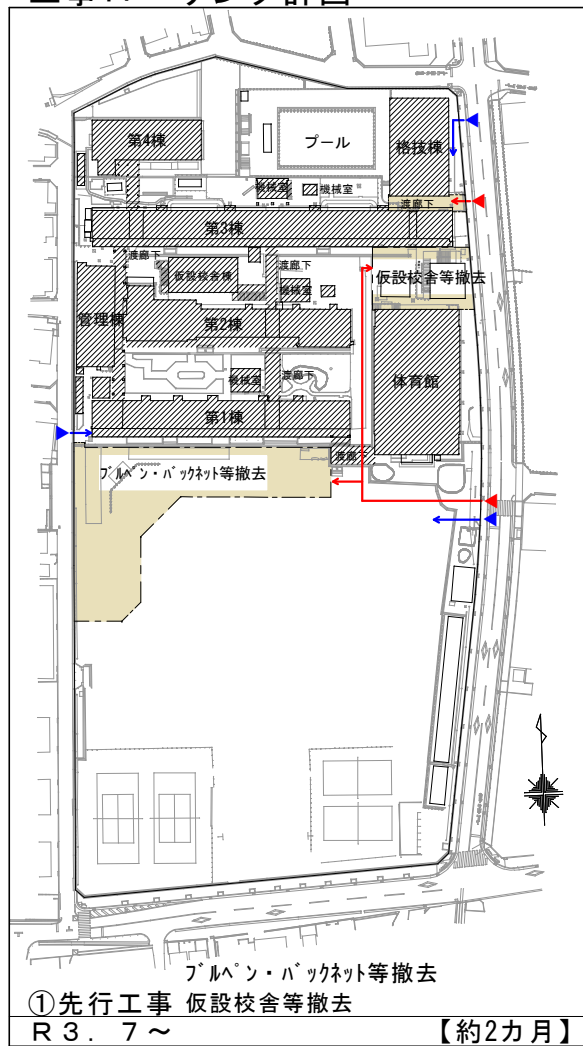 工事ローリング計画
第4棟
プール
格技棟
機械室
機械室
渡廊下
第3棟
渡廊下
仮設校舎棟
渡廊下
仮設校舎等撤去
機械室
管理棟
第2棟
機械室
渡廊下
体育館
第1棟
渡廊下
ブルペン・バックネット等撤去
ブルペン・バックネット等撤去
①先行工事 仮設校舎等撤去
R3.7~ 【約2カ月】